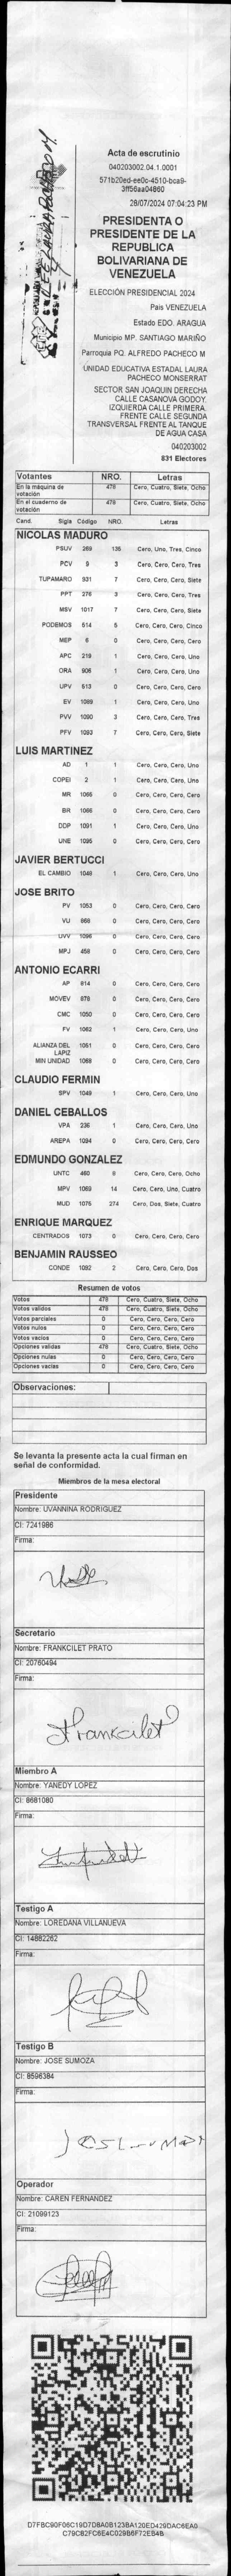 Acta de escrutinio
040203002.04.1.0001
571b20ed-ee0c-4510-bca9-
3ff56aa04860
28/07/2024 07:04:23 PM
PRESIDENTA O
PRESIDENTE DE LA
REPUBLICA
BOLIVARIANA DE
VENEZUELA
ELECCIÓN PRESIDENCIAL 2024
País VENEZUELA
Estado EDO. ARAGUA
Municipio MP. SANTIAGO MARIÑO
Parroquia PQ. ALFREDO PACHECO M
UNIDAD EDUCATIVA ESTADAL LAURA
PACHECO MONSERRAT
SECTOR SAN JOAQUIN DERECHA
CALLE CASANOVA GODOY.
IZQUIERDA CALLE PRIMERA.
FRENTE CALLE SEGUNDA
TRANSVERSAL FRENTE AL TANQUE
DE AGUA CASA
040203002
831 Electores
Votantes NRO. Letras
En la máquina de votación 478 Cero, Cuatro, Siete, Ocho
En el cuaderno de votación 478 Cero, Cuatro, Siete, Ocho
Cand. Sigla Código NRO. Letras
NICOLAS MADURO
PSUV 269 135 Cero, Uno, Tres, Cinco
PCV 9 3 Cero, Cero, Cero, Tres
TUPAMARO 931 7 Cero, Cero, Cero, Siete
PPT 276 3 Cero, Cero, Cero, Tres
MSV 1017 7 Cero, Cero, Cero, Siete
PODEMOS 514 5 Cero, Cero, Cero, Cinco
MEP 6 0 Cero, Cero, Cero, Cero
APC 219 1 Cero, Cero, Cero, Uno
ORA 906 1 Cero, Cero, Cero, Uno
UPV 613 0 Cero, Cero, Cero, Cero
EV 1089 1 Cero, Cero, Cero, Uno
PVV 1090 3 Cero, Cero, Cero, Tres
PFV 1093 7 Cero, Cero, Cero, Siete
LUIS MARTINEZ
AD 1 1 Cero, Cero, Cero, Uno
COPEI 2 1 Cero, Cero, Cero, Uno
MR 1065 0 Cero, Cero, Cero, Cero
BR 1066 0 Cero, Cero, Cero, Cero
DDP 1091 1 Cero, Cero, Cero, Uno
UNE 1095 0 Cero, Cero, Cero, Cero
JAVIER BERTUCCI
EL CAMBIO 1048 1 Cero, Cero, Cero, Uno
JOSE BRITO
PV 1053 0 Cero, Cero, Cero, Cero
VU 868 0 Cero, Cero, Cero, Cero
UVV 1096 0 Cero, Cero, Cero, Cero
MPJ 458 0 Cero, Cero, Cero, Cero
ANTONIO ECARRI
AP 814 0 Cero, Cero, Cero, Cero
MOVEV 878 0 Cero, Cero, Cero, Cero
CMC 1050 0 Cero, Cero, Cero, Cero
FV 1062 1 Cero, Cero, Cero, Uno
ALIANZA DEL LAPIZ 1051 0 Cero, Cero, Cero, Cero
MIN UNIDAD 1068 0 Cero, Cero, Cero, Cero
CLAUDIO FERMIN
SPV 1049 1 Cero, Cero, Cero, Uno
DANIEL CEBALLOS
VPA 236 1 Cero, Cero, Cero, Uno
AREPA 1094 0 Cero, Cero, Cero, Cero
EDMUNDO GONZALEZ
UNTC 460 8 Cero, Cero, Cero, Ocho
MPV 1069 14 Cero, Cero, Uno, Cuatro
MUD 1076 274 Cero, Dos, Siete, Cuatro
ENRIQUE MARQUEZ
CENTRADOS 1073 0 Cero, Cero, Cero, Cero
BENJAMIN RAUSSEO
CONDE 1092 2 Cero, Cero, Cero, Dos
Resumen de votos
Votos 478 Cero, Cuatro, Siete, Ocho
Votos validos 478 Cero, Cuatro, Siete, Ocho
Votos parciales 0 Cero, Cero, Cero, Cero
Votos nulos 0 Cero, Cero, Cero, Cero
Votos vacíos 0 Cero, Cero, Cero, Cero
Opciones validas 478 Cero, Cuatro, Siete, Ocho
Opciones nulas 0 Cero, Cero, Cero, Cero
Opciones vacias 0 Cero, Cero, Cero, Cero
Observaciones:
Se levanta la presente acta la cual firman en
señal de conformidad.
Miembros de la mesa electoral
Presidente
Nombre: UVANNINA RODRIGUEZ
CI: 7241986
Firma:
Secretario
Nombre: FRANKCILET PRATO
CI: 20760494
Firma:
Frankcilet
Miembro A
Nombre: YANEDY LOPEZ
CI: 8681080
Firma:
Testigo A
Nombre: LOREDANA VILLANUEVA
CI: 14882262
Firma:
Testigo B
Nombre: JOSE SUMOZA
CI: 8596384
Firma:
Operador
Nombre: CAREN FERNANDEZ
CI: 21099123
Firma:
D7FBC90F06C19D7D8A0B123BA120ED429DAC6EA0
C79C82FC6E4C029B6F72EB4B